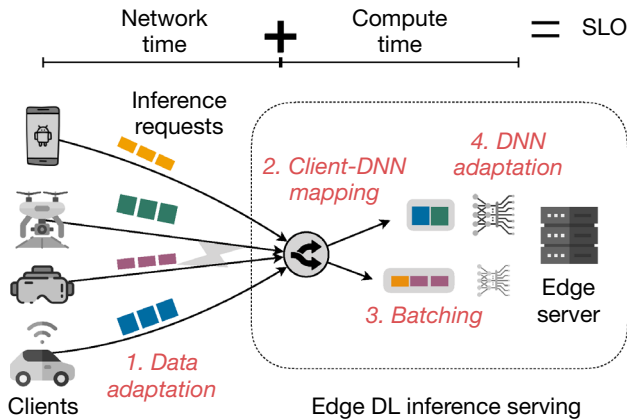 Network
time
+
Compute
time
= SLO
Inference
requests
2. Client-DNN
mapping
4. DNN
adaptation
3. Batching
Edge
server
1. Data
adaptation
Clients
Edge DL inference serving